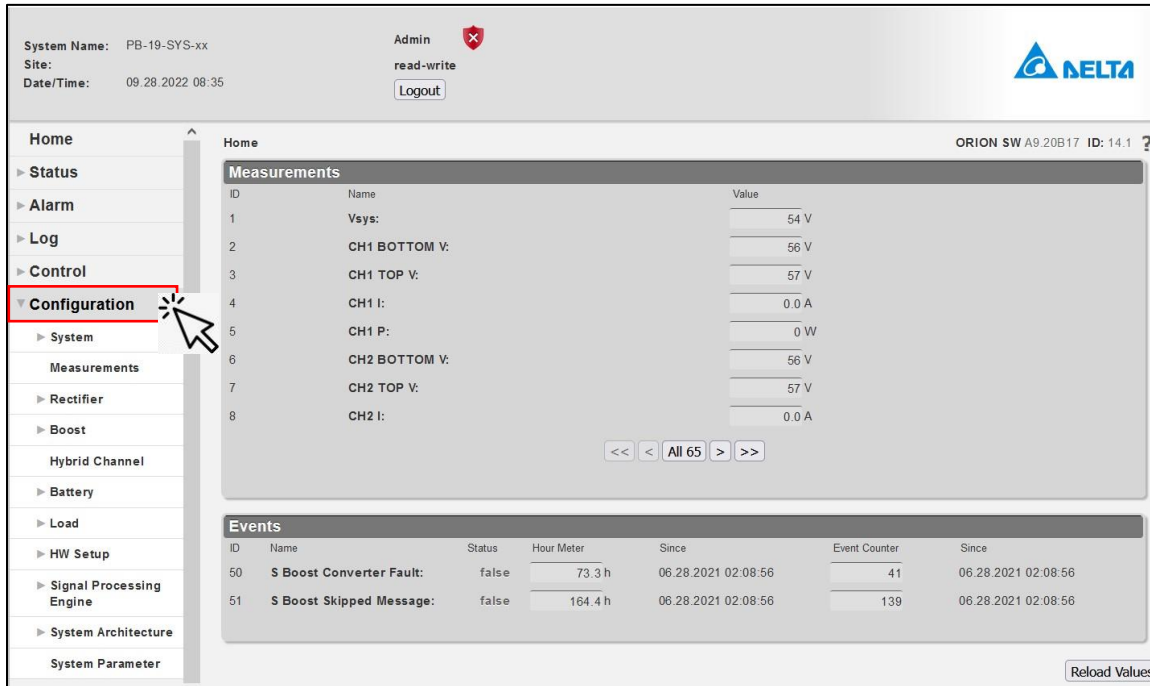 System Name: PB-19-SYS-xx
Site:
Date/Time: 09.28.2022 08:35
Admin
read-write
Logout
DELTA
Home
Status
Alarm
Log
Control
Configuration
System
Measurements
Rectifier
Boost
Hybrid Channel
Battery
Load
HW Setup
Signal Processing
Engine
System Architecture
System Parameter
Home ORION SW A9.20B17 ID: 14.1 ?
Measurements
ID Name Value
1 Vsys: 54 V
2 CH1 BOTTOM V: 56 V
3 CH1 TOP V: 57 V
4 CH1 I: 0.0 A
5 CH1 P: 0 W
6 CH2 BOTTOM V: 56 V
7 CH2 TOP V: 57 V
8 CH2 I: 0.0 A
<< < All 65 > >>
Events
ID Name Status Hour Meter Since Event Counter Since
50 S Boost Converter Fault: false 73.3 h 06.28.2021 02:08:56 41 06.28.2021 02:08:56
51 S Boost Skipped Message: false 164.4 h 06.28.2021 02:08:56 139 06.28.2021 02:08:56
Reload Values